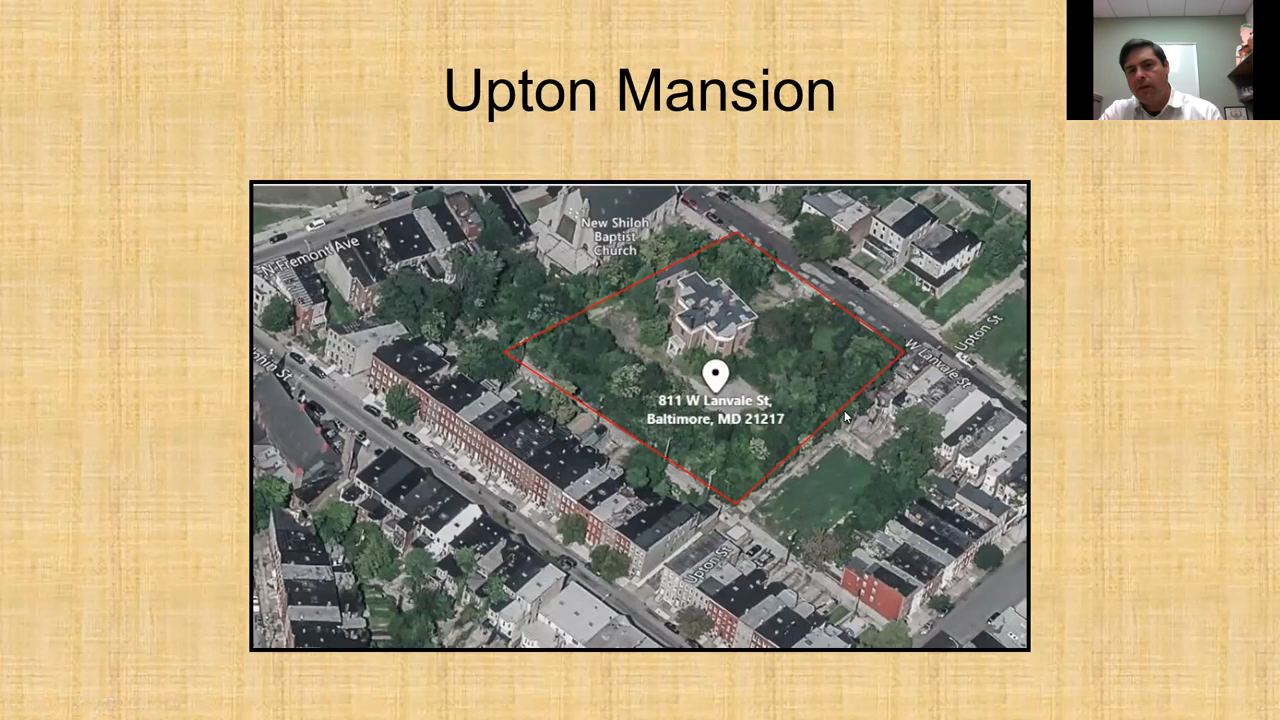 Upton Mansion
New Shiloh
Baptist
Church
N Fremont Ave
Upton St
W Lanvale St
811 W Lanvale St,
Baltimore, MD 21217
Upton St